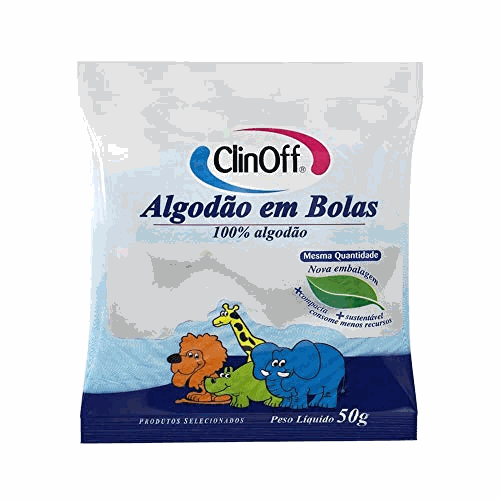 ClinOff®
Algodão em Bolas
100% algodão
Mesma Quantidade
Nova embalagem
+compacta +sustentável
consome menos recursos
PRODUTOS SELECIONADOS
Peso Líquido 50g